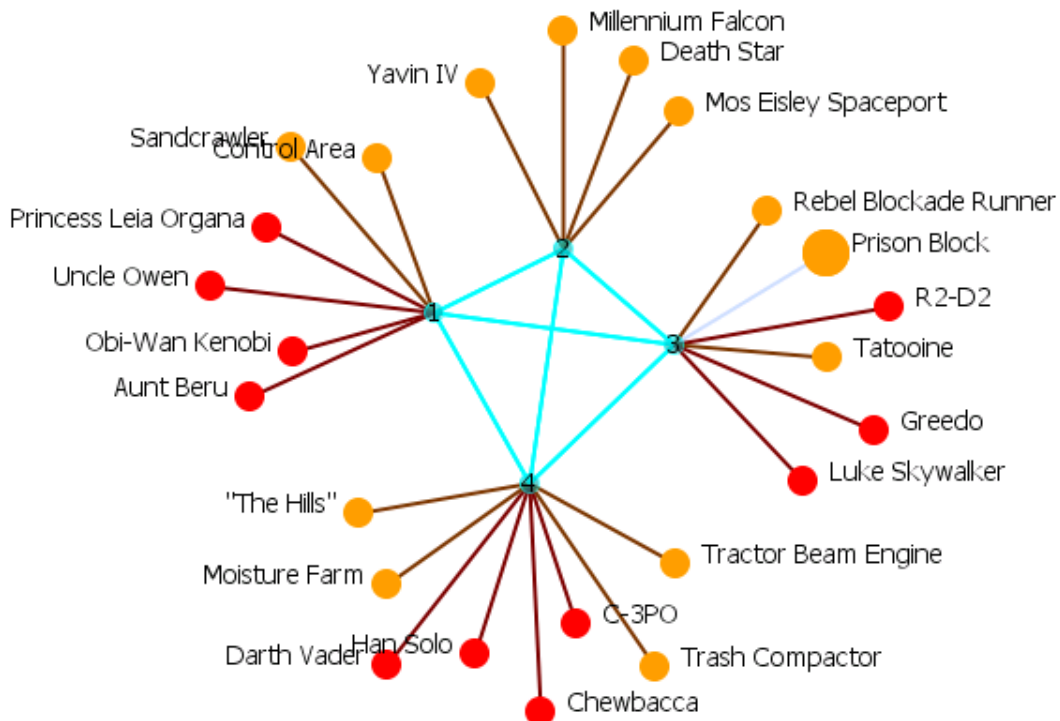 Millennium Falcon
Death Star
Yavin IV
Mos Eisley Spaceport
Sandcrawler
Control Area
Rebel Blockade Runner
Princess Leia Organa
Prison Block
2
Uncle Owen
R2-D2
1
Obi-Wan Kenobi
3
Tatooine
Aunt Beru
Greedo
Luke Skywalker
4
"The Hills"
Tractor Beam Engine
Moisture Farm
C-3PO
Han Solo
Darth Vader
Trash Compactor
Chewbacca